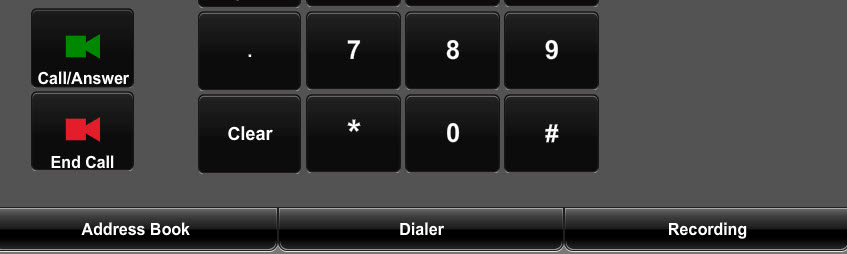 . 7 8 9
Call/Answer
Clear * 0 #
End Call
Address Book Dialer Recording